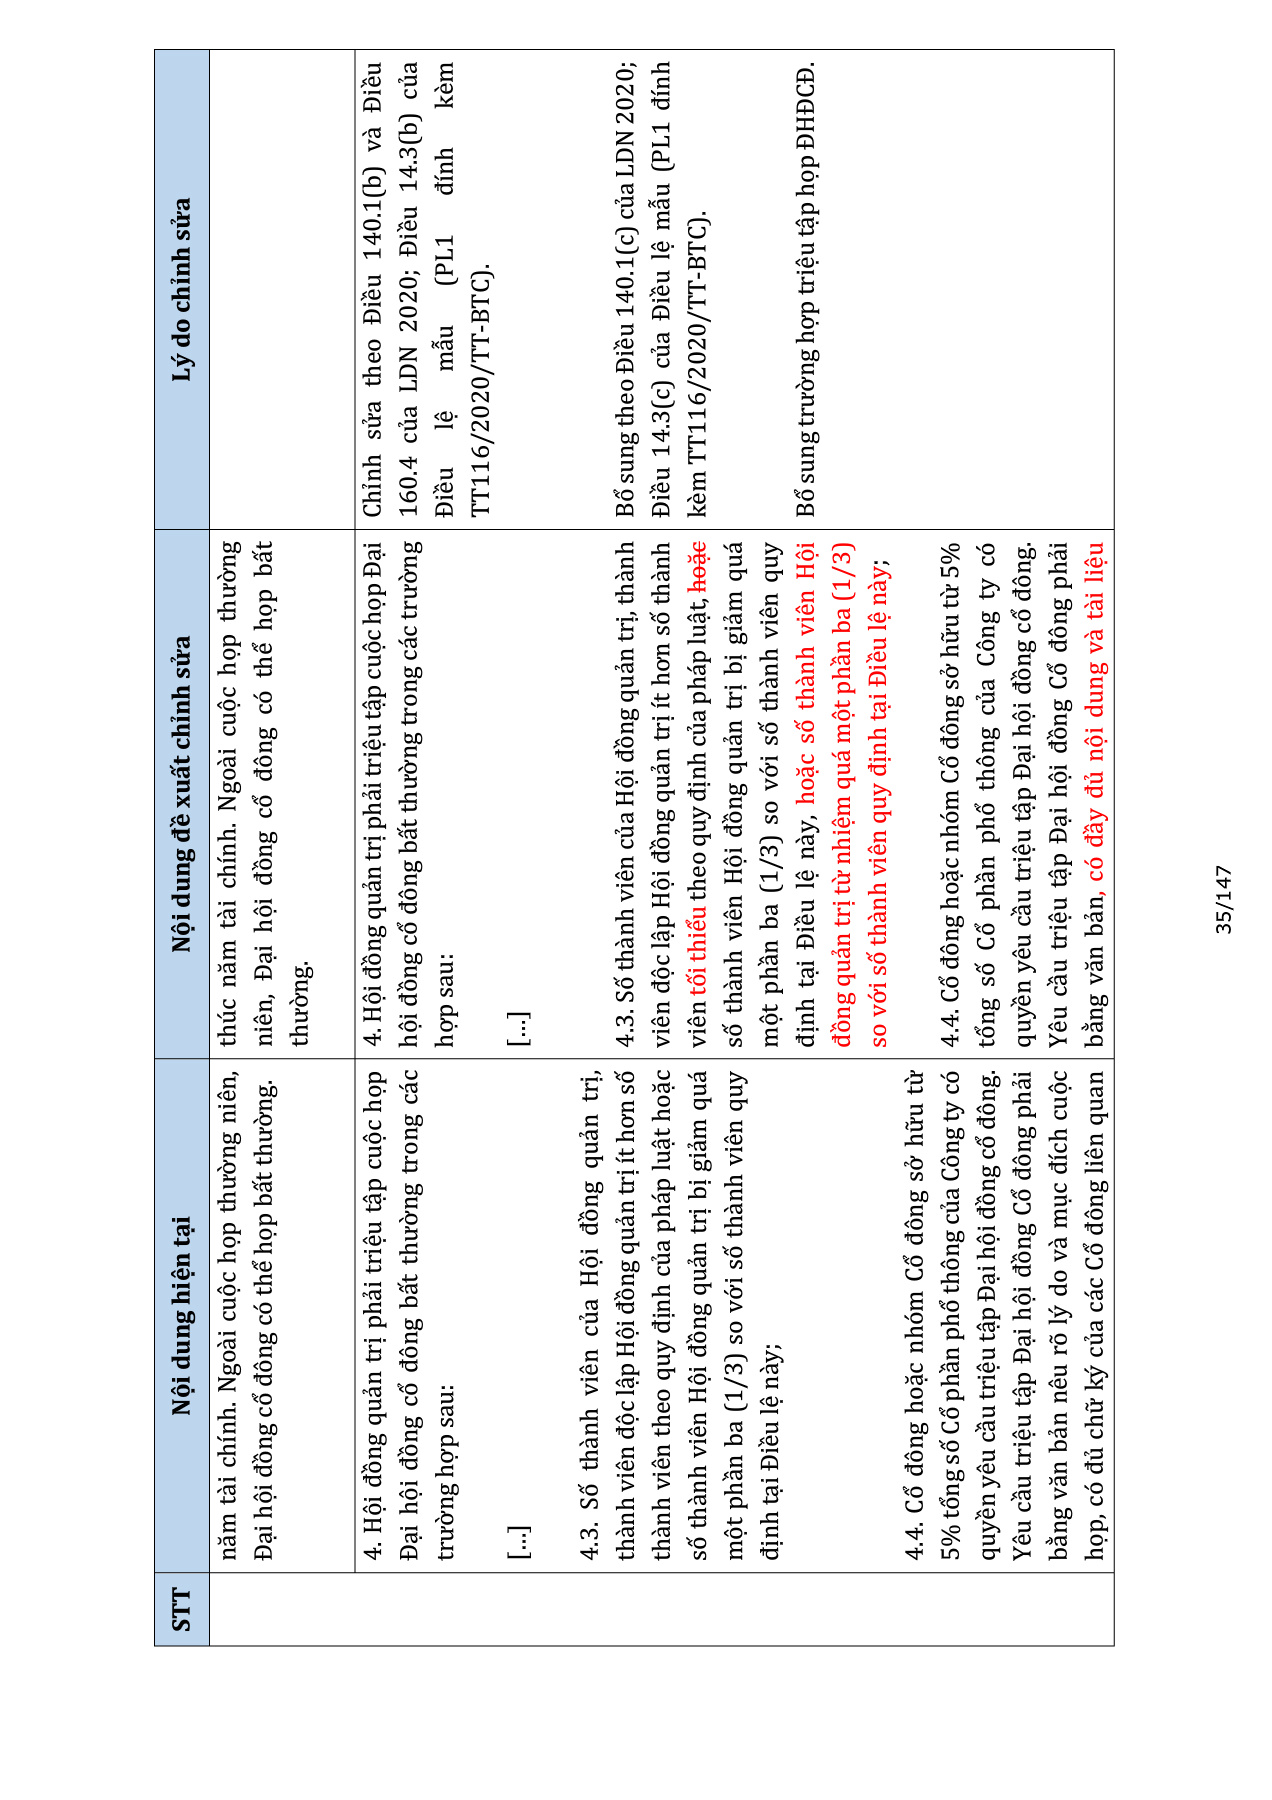 STT
Nội dung hiện tại
Nội dung đề xuất chỉnh sửa
Lý do chỉnh sửa
năm tài chính. Ngoài cuộc họp thường niên,
Đại hội đồng cổ đông có thể họp bất thường.
thúc năm tài chính. Ngoài cuộc họp thường
niên, Đại hội đồng cổ đông có thể họp bất
thường.
4. Hội đồng quản trị phải triệu tập cuộc họp
Đại hội đồng cổ đông bất thường trong các
trường hợp sau:
[...]
4.3. Số thành viên của Hội đồng quản trị,
thành viên độc lập Hội đồng quản trị ít hơn số
thành viên theo quy định của pháp luật hoặc
số thành viên Hội đồng quản trị bị giảm quá
một phần ba (1/3) so với số thành viên quy
định tại Điều lệ này;
4.4. Cổ đông hoặc nhóm Cổ đông sở hữu từ
5% tổng số Cổ phần phổ thông của Công ty có
quyền yêu cầu triệu tập Đại hội đồng cổ đông.
Yêu cầu triệu tập Đại hội đồng Cổ đông phải
bằng văn bản nêu rõ lý do và mục đích cuộc
họp, có đủ chữ ký của các Cổ đông liên quan
4. Hội đồng quản trị phải triệu tập cuộc họp Đại
hội đồng cổ đông bất thường trong các trường
hợp sau:
[...]
4.3. Số thành viên của Hội đồng quản trị, thành
viên độc lập Hội đồng quản trị ít hơn số thành
viên tối thiểu theo quy định của pháp luật, hoặc
số thành viên Hội đồng quản trị bị giảm quá
một phần ba (1/3) so với số thành viên quy
định tại Điều lệ này, hoặc số thành viên Hội
đồng quản trị từ nhiệm quá một phần ba (1/3)
so với số thành viên quy định tại Điều lệ này;
4.4. Cổ đông hoặc nhóm Cổ đông sở hữu từ 5%
tổng số Cổ phần phổ thông của Công ty có
quyền yêu cầu triệu tập Đại hội đồng cổ đông.
Yêu cầu triệu tập Đại hội đồng Cổ đông phải
bằng văn bản, có đầy đủ nội dung và tài liệu
Chỉnh sửa theo Điều 140.1(b) và Điều
160.4 của LDN 2020; Điều 14.3(b) của
Điều lệ mẫu (PL1 đính kèm
TT116/2020/TT-BTC).
Bổ sung theo Điều 140.1(c) của LDN 2020;
Điều 14.3(c) của Điều lệ mẫu (PL1 đính
kèm TT116/2020/TT-BTC).
Bổ sung trường hợp triệu tập họp ĐHĐCĐ.
35/147